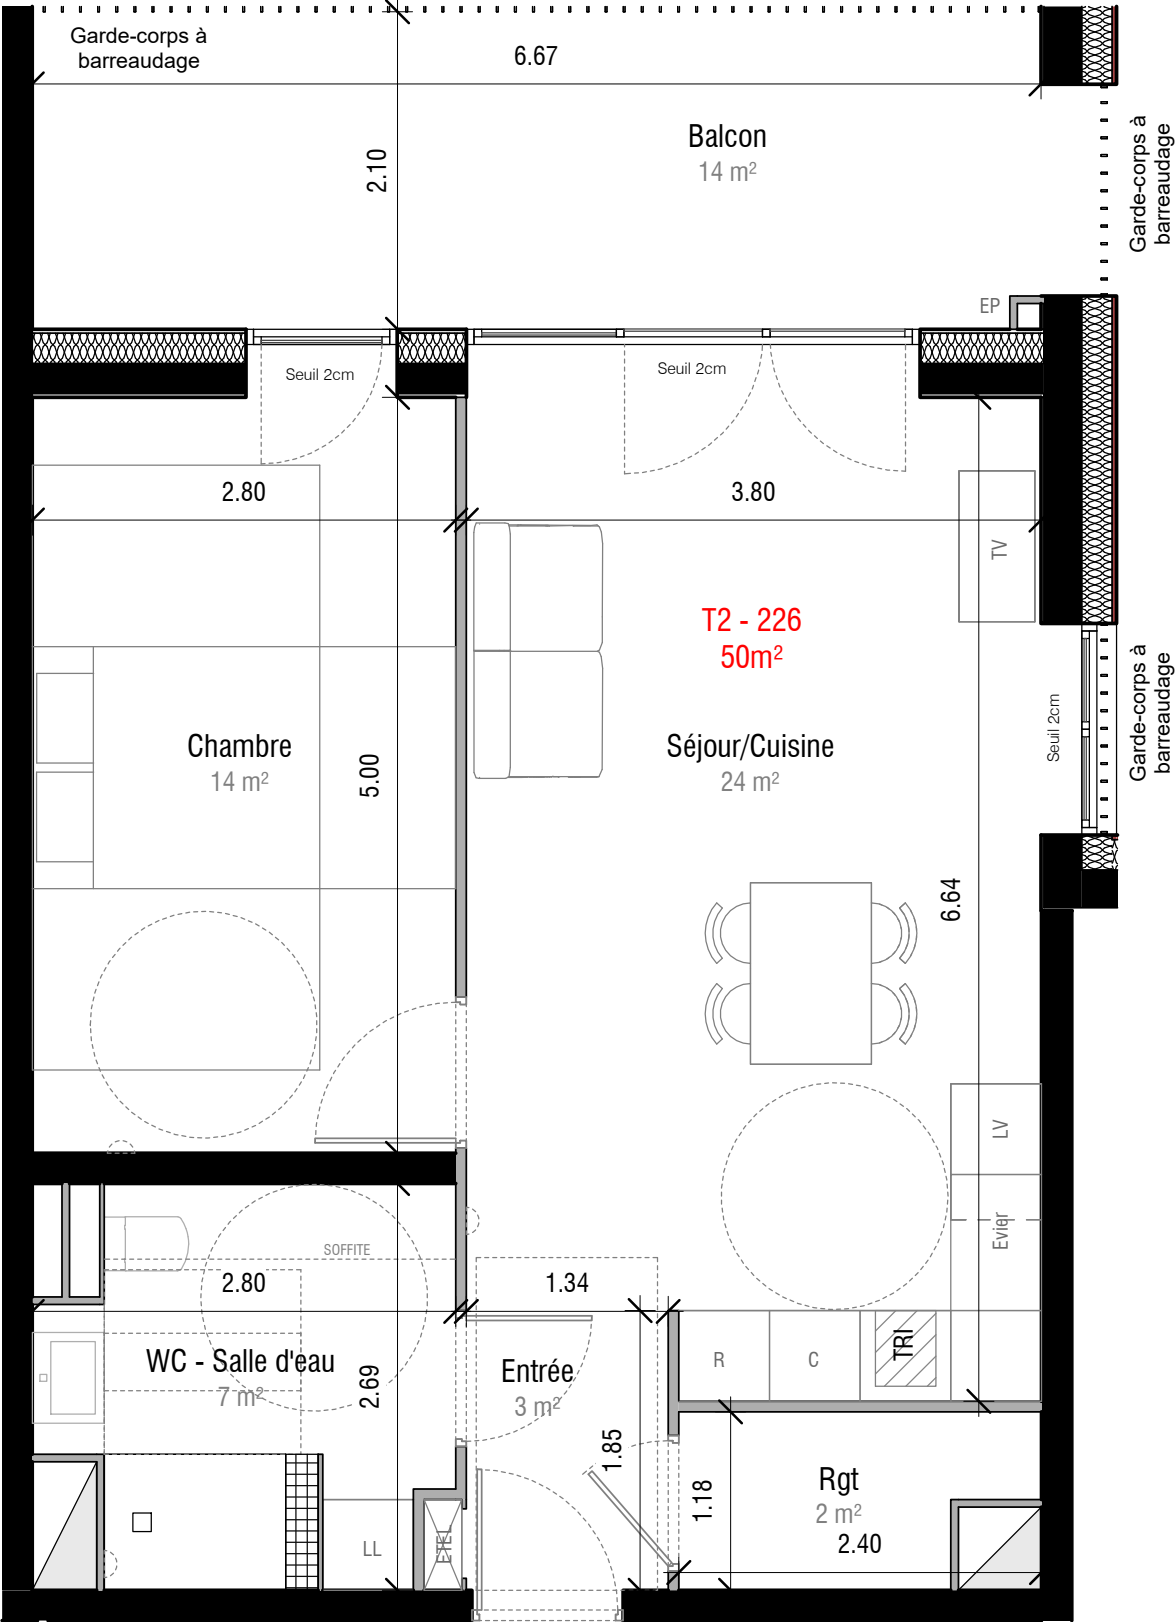 Garde-corps à
barreaudage
6.67
Balcon
14 m²
2.10
Garde-corps à
barreaudage
EP
Seuil 2cm
Seuil 2cm
2.80
3.80
TV
T2 - 226
50m²
Garde-corps à
barreaudage
Seuil 2cm
Chambre
14 m²
5.00
Séjour/Cuisine
24 m²
6.64
LV
Evier
SOFFITE
2.80
1.34
WC - Salle d'eau
7 m²
2.69
Entrée
3 m²
R
C
TRI
1.85
1.18
Rgt
2 m²
2.40
LL
ETEL